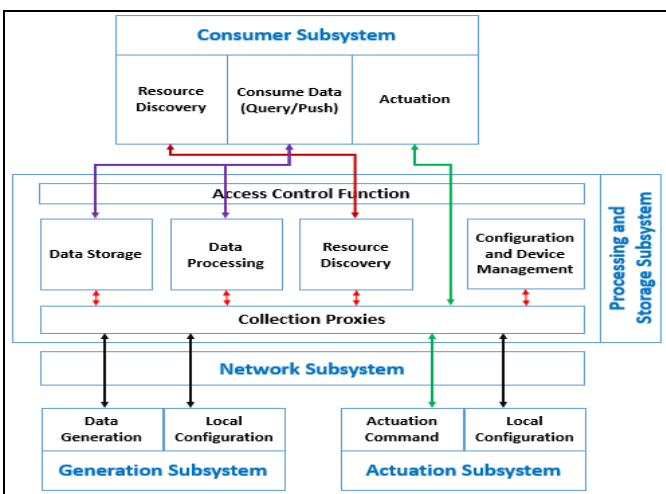 Consumer Subsystem
Resource
Discovery
Consume Data
(Query/Push)
Actuation
Access Control Function
Data Storage
Data
Processing
Resource
Discovery
Configuration
and Device
Management
Processing and
Storage Subsystem
Collection Proxies
Network Subsystem
Data
Generation
Local
Configuration
Generation Subsystem
Actuation
Command
Local
Configuration
Actuation Subsystem